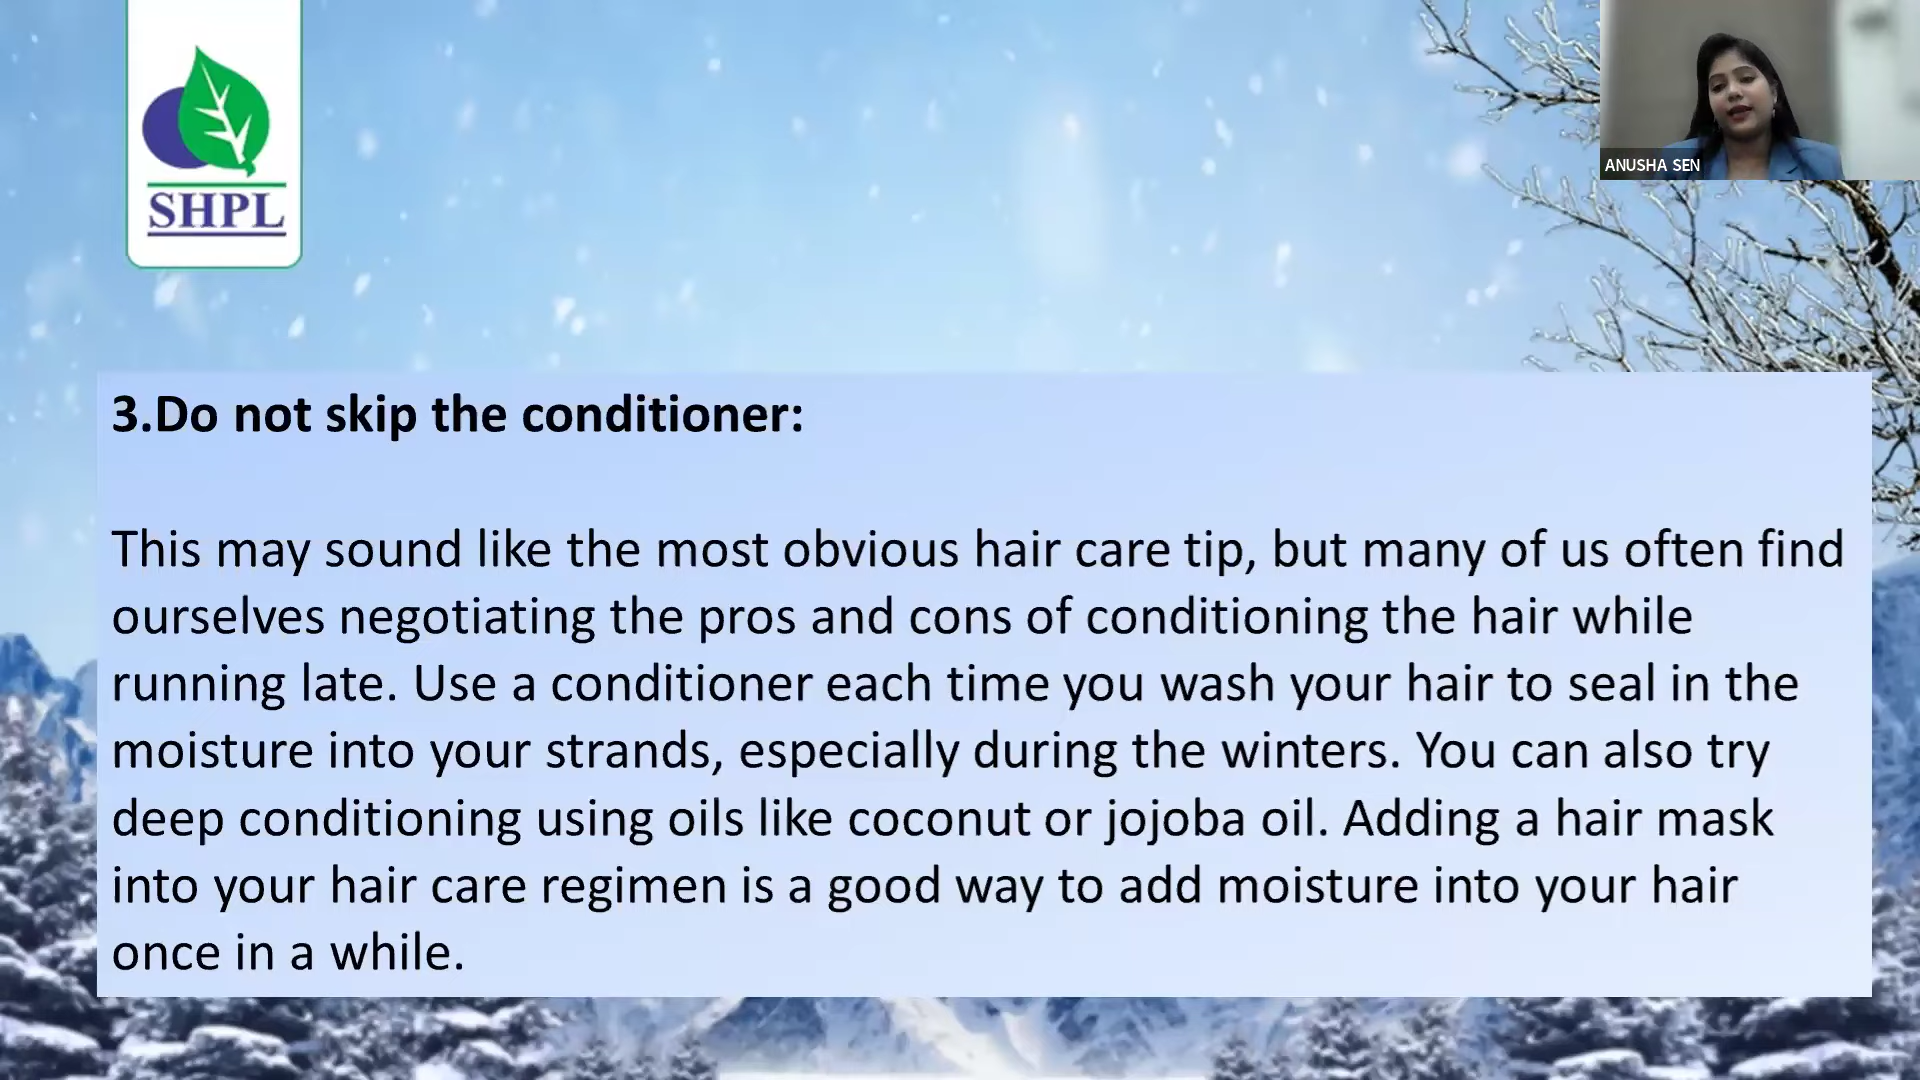 SHPL
ANUSHA SEN
3.Do not skip the conditioner:
This may sound like the most obvious hair care tip, but many of us often find
ourselves negotiating the pros and cons of conditioning the hair while
running late. Use a conditioner each time you wash your hair to seal in the
moisture into your strands, especially during the winters. You can also try
deep conditioning using oils like coconut or jojoba oil. Adding a hair mask
into your hair care regimen is a good way to add moisture into your hair
once in a while.